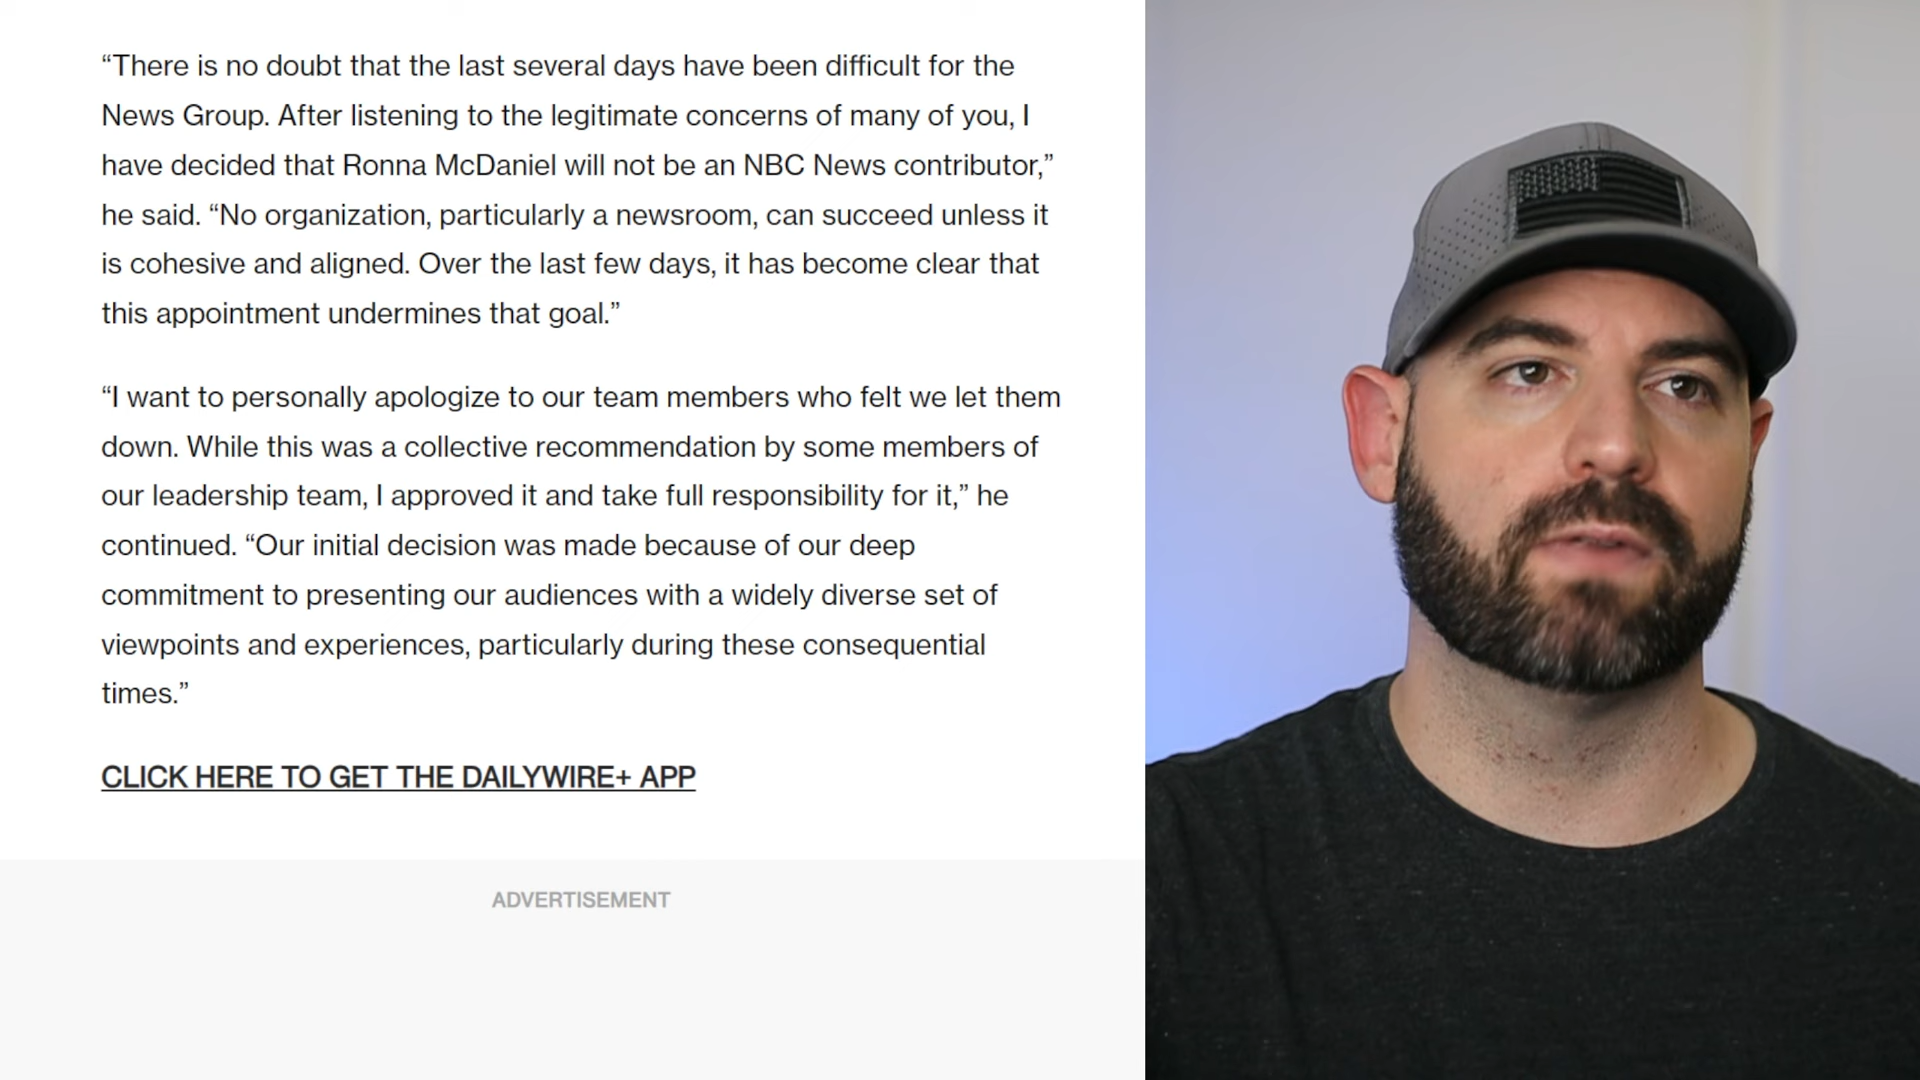 “There is no doubt that the last several days have been difficult for the
News Group. After listening to the legitimate concerns of many of you, I
have decided that Ronna McDaniel will not be an NBC News contributor,”
he said. “No organization, particularly a newsroom, can succeed unless it
is cohesive and aligned. Over the last few days, it has become clear that
this appointment undermines that goal.”
“I want to personally apologize to our team members who felt we let them
down. While this was a collective recommendation by some members of
our leadership team, I approved it and take full responsibility for it,” he
continued. “Our initial decision was made because of our deep
commitment to presenting our audiences with a widely diverse set of
viewpoints and experiences, particularly during these consequential
times.”
CLICK HERE TO GET THE DAILYWIRE+ APP
ADVERTISEMENT